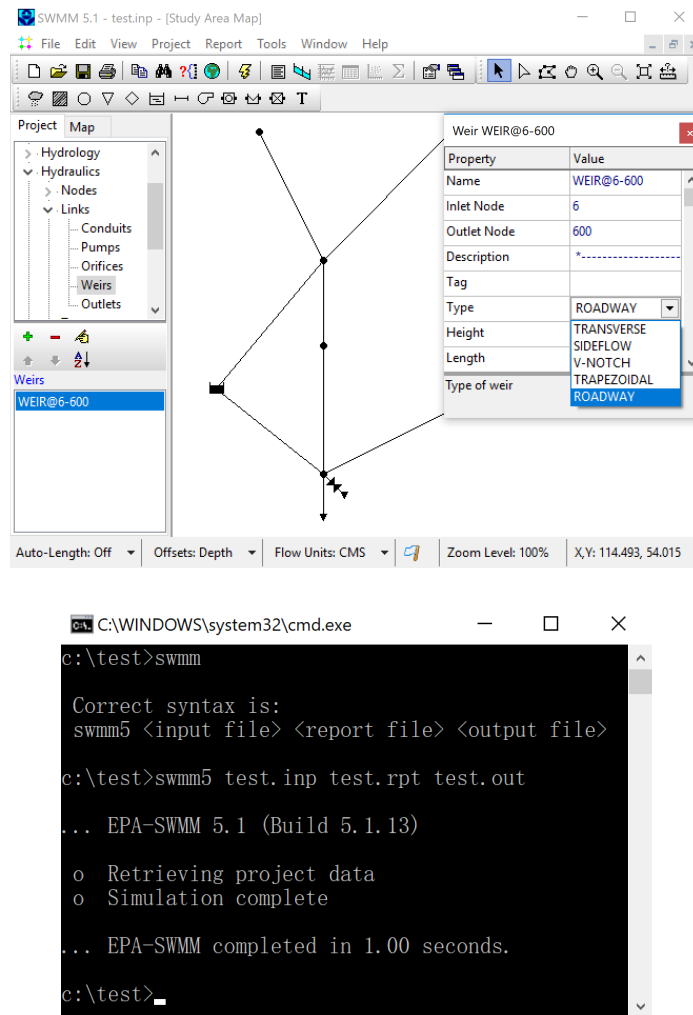 SWMM 5.1 - test.inp - [Study Area Map]
File Edit View Project Report Tools Window Help
Project Map
Hydrology
Hydraulics
Nodes
Links
Conduits
Pumps
Orifices
Weirs
Outlets
Weirs
WEIR@6-600
Weir WEIR@6-600
Property Value
Name WEIR@6-600
Inlet Node 6
Outlet Node 600
Description *-------------------
Tag
Type ROADWAY
Height TRANSVERSE
SIDEFLOW
Length V-NOTCH
TRAPEZOIDAL
Type of weir ROADWAY
Auto-Length: Off Offsets: Depth Flow Units: CMS Zoom Level: 100% X,Y: 114.493, 54.015
C:\WINDOWS\system32\cmd.exe
c:\test>swmm
Correct syntax is:
swmm5 <input file> <report file> <output file>
c:\test>swmm5 test.inp test.rpt test.out
... EPA-SWMM 5.1 (Build 5.1.13)
o Retrieving project data
o Simulation complete
... EPA-SWMM completed in 1.00 seconds.
c:\test>_